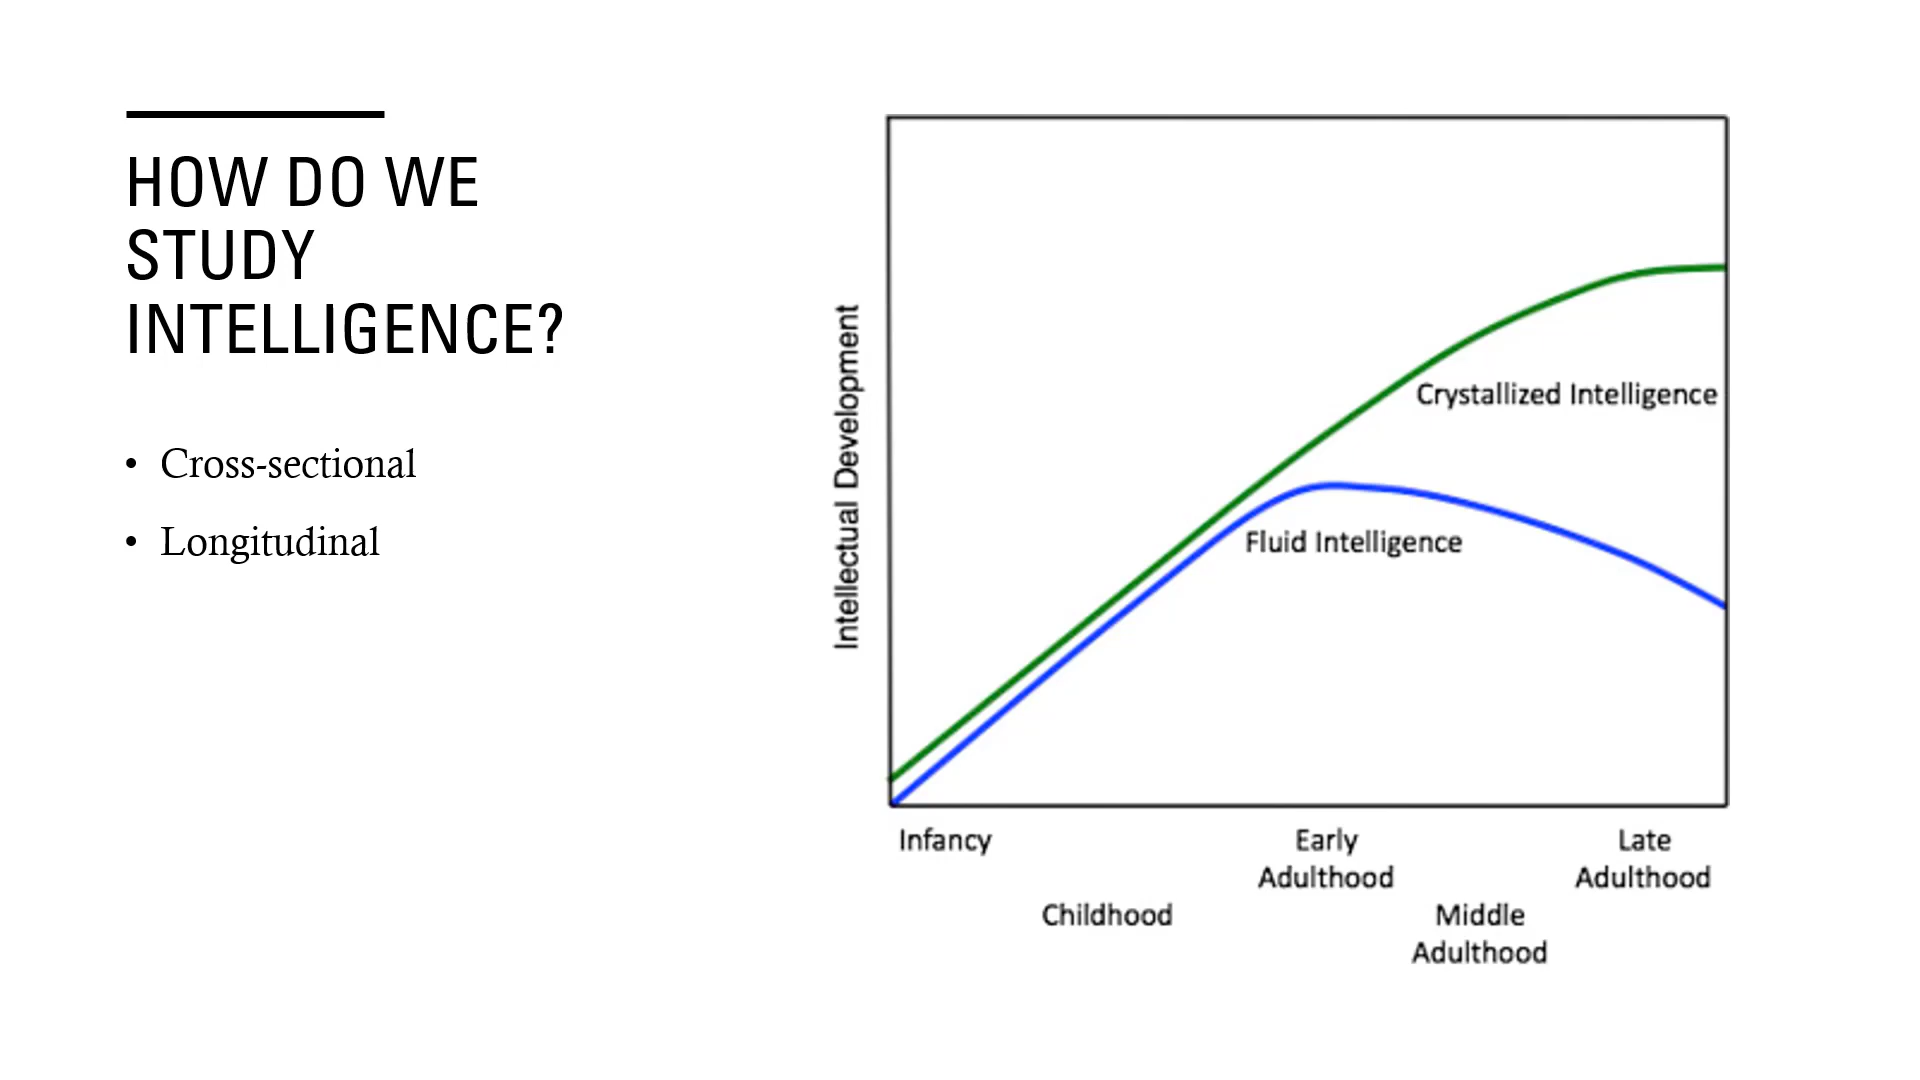 HOW DO WE
STUDY
INTELLIGENCE?
• Cross-sectional
• Longitudinal
Intellectual Development
Crystallized Intelligence
Fluid Intelligence
Infancy
Childhood
Early
Adulthood
Middle
Adulthood
Late
Adulthood